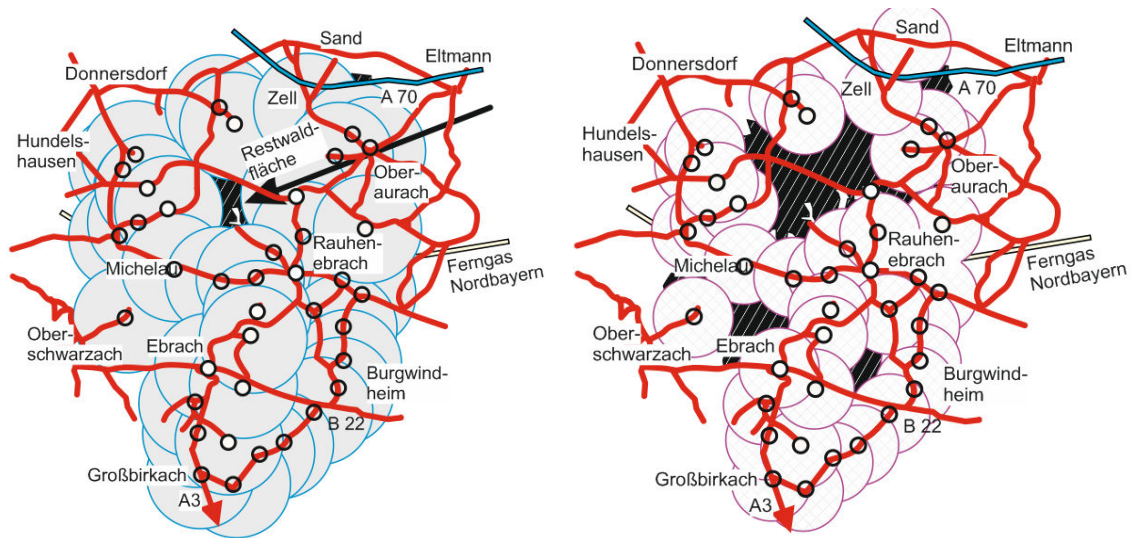 Sand
Eltmann
Donnersdorf
Zell
A 70
Hundels-
hausen
Restwald-
fläche
Ober-
aurach
Rauhen-
ebrach
Michelau
Ferngas
Nordbayern
Ober-
schwarzach
Ebrach
Burgwind-
heim
B 22
Großbirkach
A3
Sand
Eltmann
Donnersdorf
Zell
A 70
Hundels-
hausen
Ober-
aurach
Rauhen-
ebrach
Michelau
Ferngas
Nordbayern
Ober-
schwarzach
Ebrach
Burgwind-
heim
B 22
Großbirkach
A3